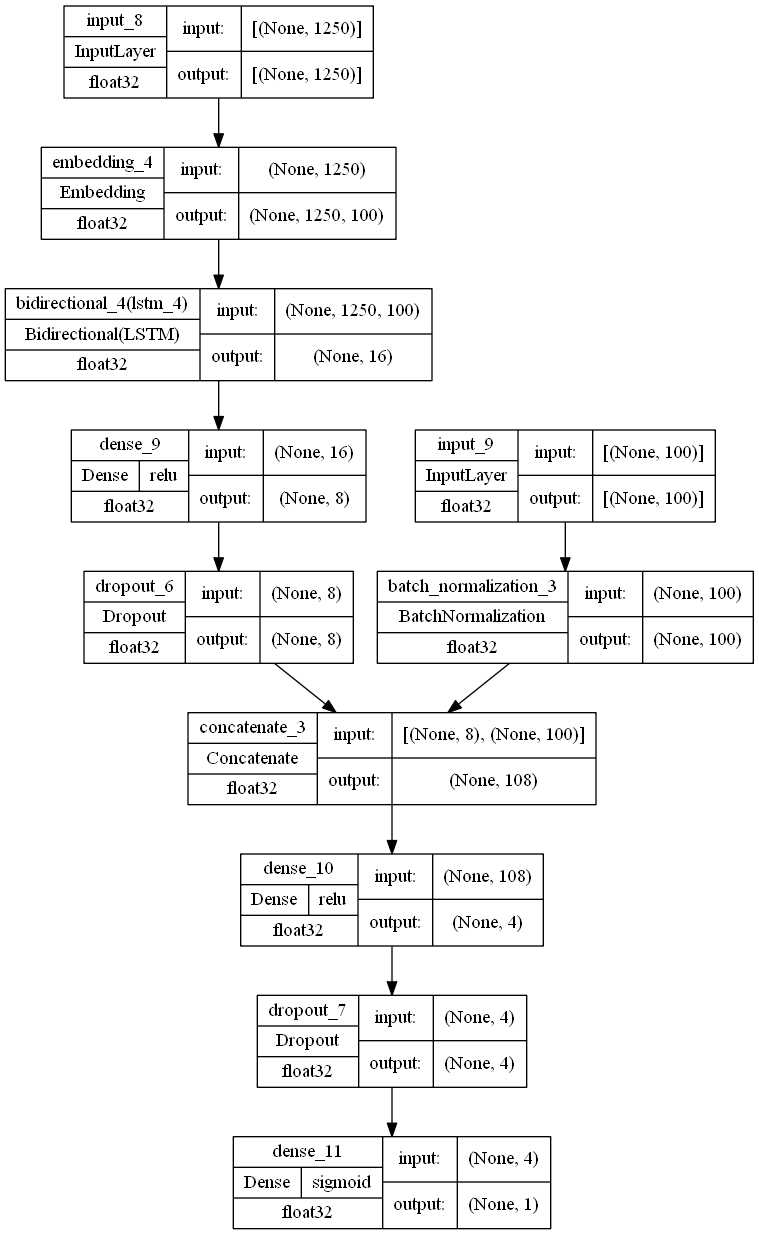 input_8
InputLayer
float32
input:
[(None, 1250)]
output:
[(None, 1250)]
embedding_4
Embedding
float32
input:
(None, 1250)
output:
(None, 1250, 100)
bidirectional_4(lstm_4)
Bidirectional(LSTM)
float32
input:
(None, 1250, 100)
output:
(None, 16)
dense_9
Dense relu
float32
input:
(None, 16)
output:
(None, 8)
input_9
InputLayer
float32
input:
[(None, 100)]
output:
[(None, 100)]
dropout_6
Dropout
float32
input:
(None, 8)
output:
(None, 8)
batch_normalization_3
BatchNormalization
float32
input:
(None, 100)
output:
(None, 100)
concatenate_3
Concatenate
float32
input:
[(None, 8), (None, 100)]
output:
(None, 108)
dense_10
Dense relu
float32
input:
(None, 108)
output:
(None, 4)
dropout_7
Dropout
float32
input:
(None, 4)
output:
(None, 4)
dense_11
Dense sigmoid
float32
input:
(None, 4)
output:
(None, 1)